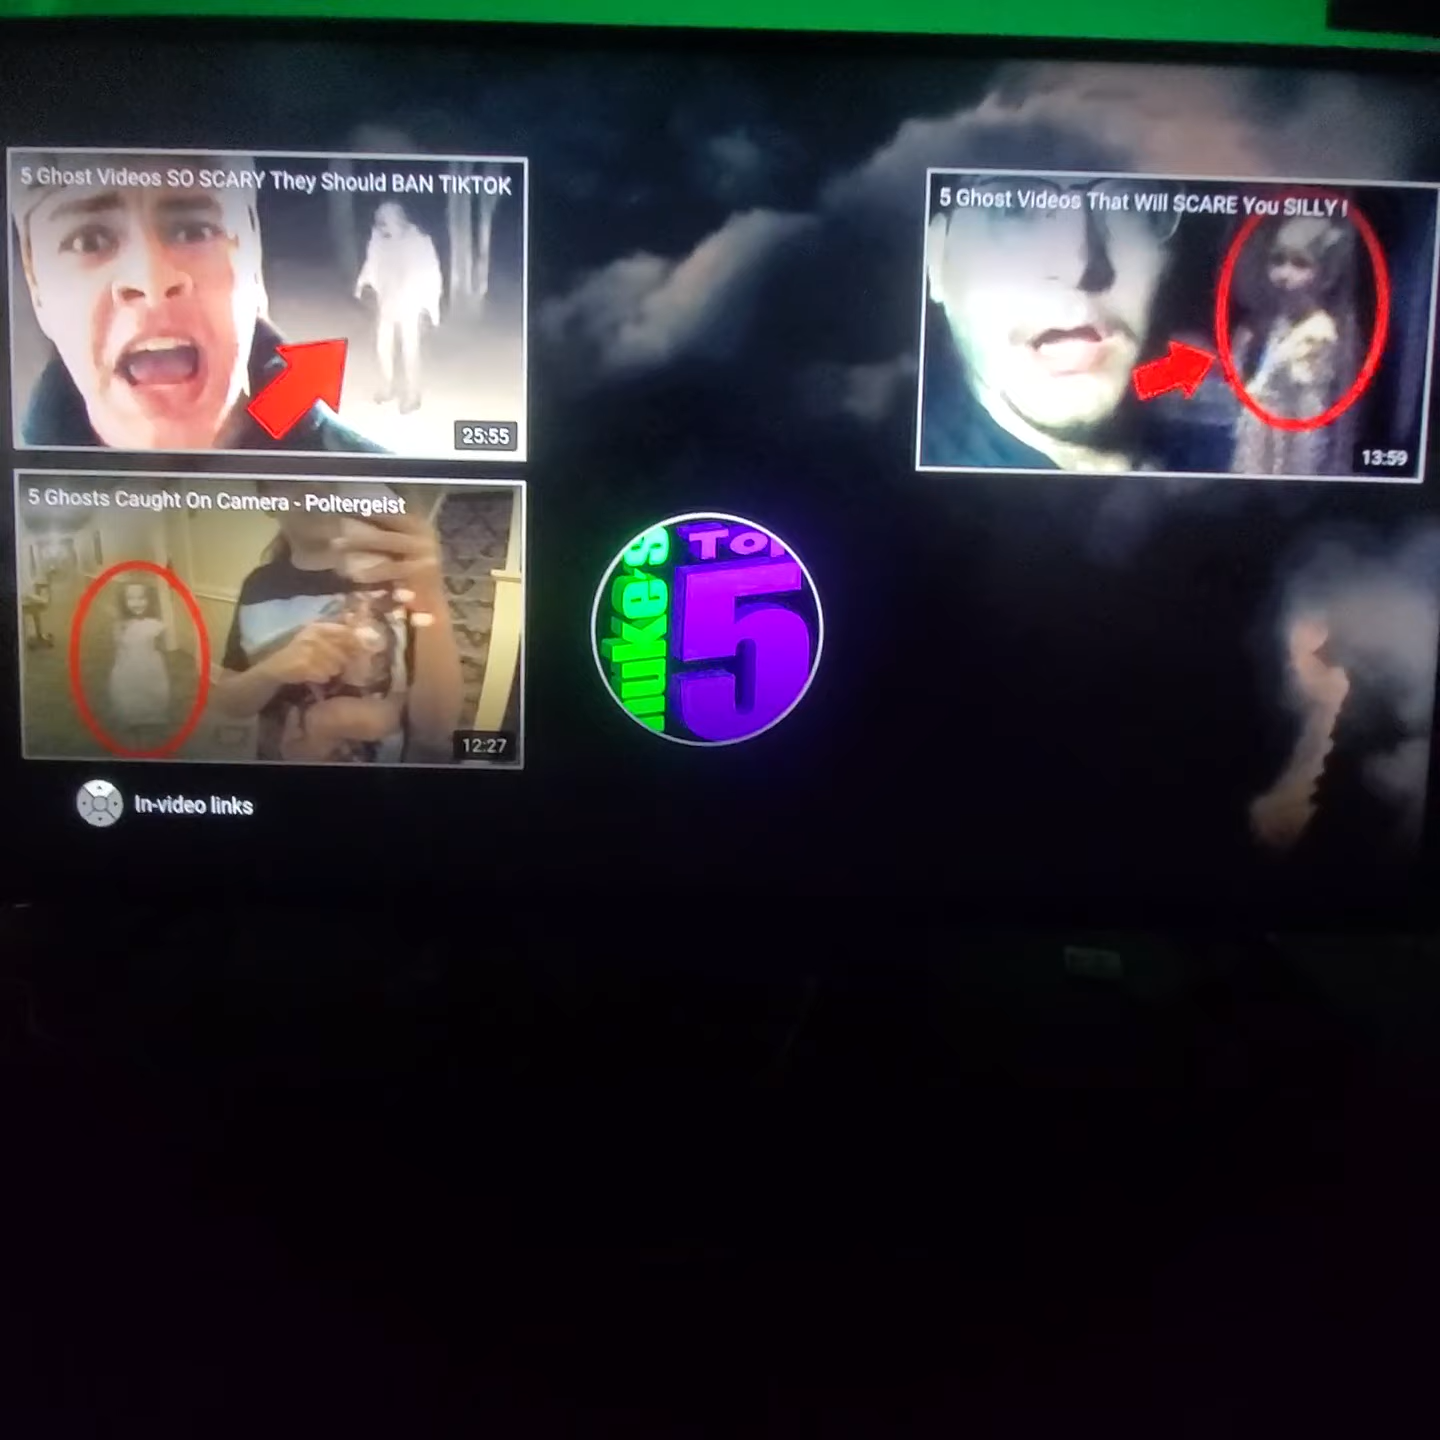 5 Ghost Videos SO SCARY They Should BAN TIKTOK
25:55
5 Ghost Videos That Will SCARE You SILLY !
13:59
5 Ghosts Caught On Camera - Poltergeist
12:27
Top
5
In-video links